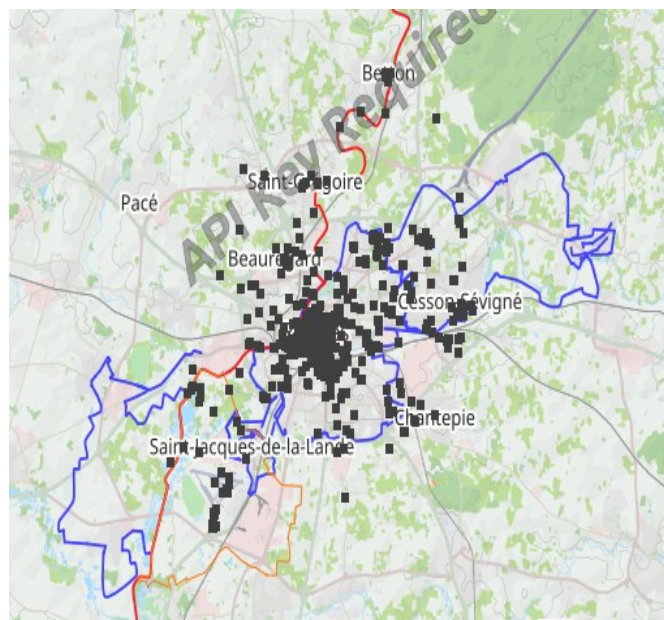 Betton
API Key Required
Saint-Grégoire
Pacé
Beauregard
Cesson-Sévigné
Chantepie
Saint-Jacques-de-la-Lande